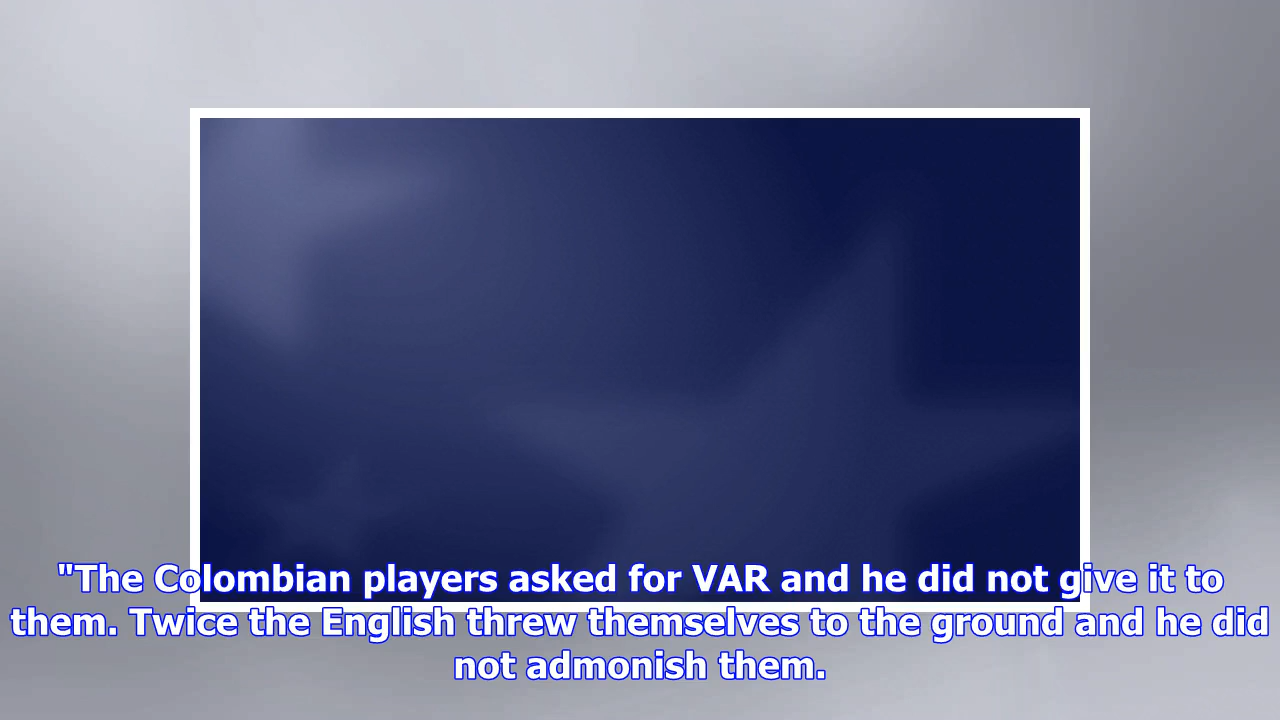 "The Colombian players asked for VAR and he did not give it to
them. Twice the English threw themselves to the ground and he did
not admonish them.